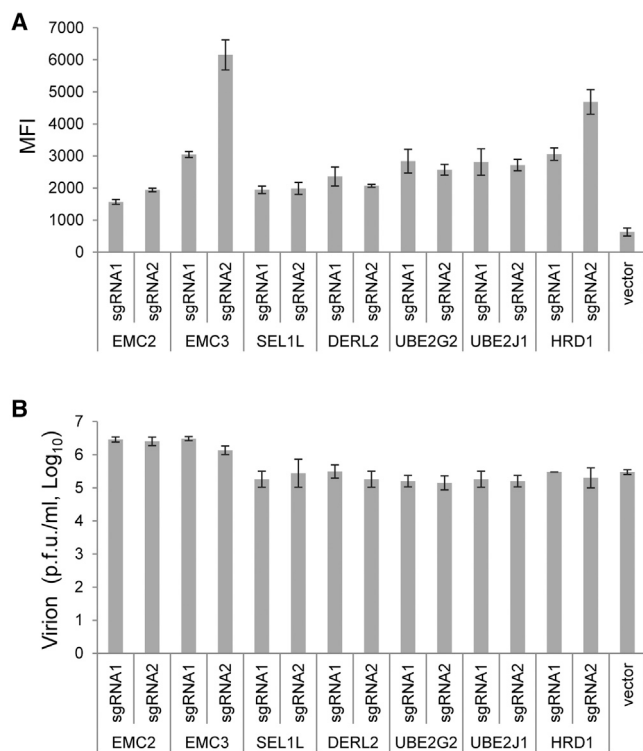 A
7000
6000
5000
4000
3000
2000
1000
0
MFI
sgRNA1 sgRNA2 sgRNA1 sgRNA2 sgRNA1 sgRNA2 sgRNA1 sgRNA2 sgRNA1 sgRNA2 sgRNA1 sgRNA2 sgRNA1 sgRNA2 vector
EMC2 EMC3 SEL1L DERL2 UBE2G2 UBE2J1 HRD1
B
7
6
5
4
3
2
1
0
Virion (p.f.u./ml, Log10)
sgRNA1 sgRNA2 sgRNA1 sgRNA2 sgRNA1 sgRNA2 sgRNA1 sgRNA2 sgRNA1 sgRNA2 sgRNA1 sgRNA2 sgRNA1 sgRNA2 vector
EMC2 EMC3 SEL1L DERL2 UBE2G2 UBE2J1 HRD1